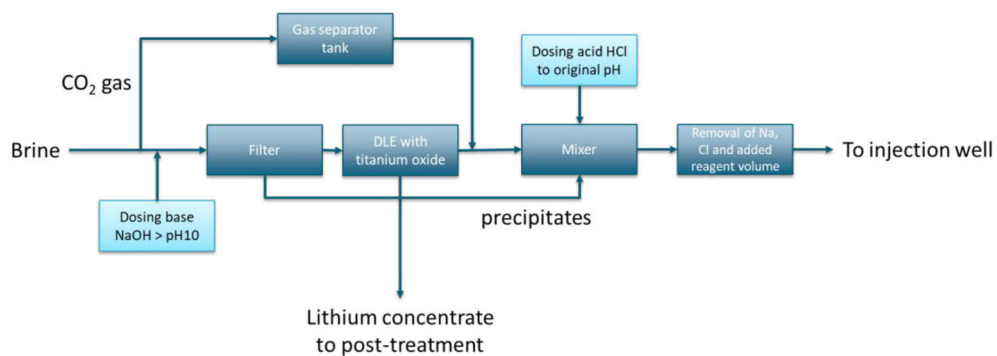 Gas separator
tank
Dosing acid HCl
to original pH
CO₂ gas
Brine
Filter
DLE with
titanium oxide
Mixer
Removal of Na,
Cl and added
reagent volume
To injection well
Dosing base
NaOH > pH10
precipitates
Lithium concentrate
to post-treatment